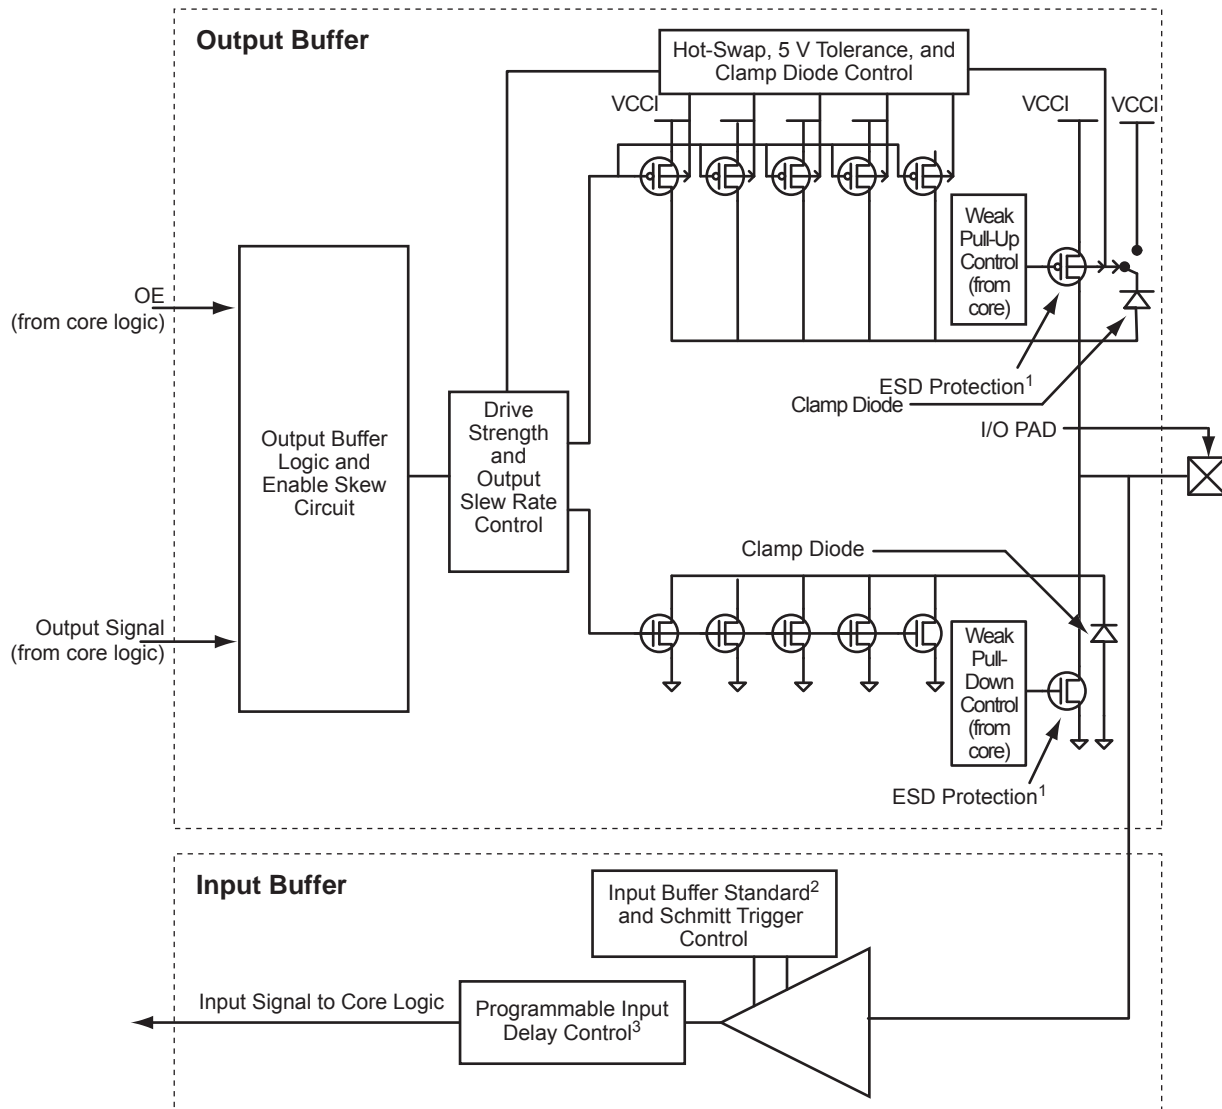 Output Buffer
Hot-Swap, 5 V Tolerance, and
Clamp Diode Control
VCCI
VCCI
VCCI
Weak
Pull-Up
Control
(from
core)
OE
(from core logic)
ESD Protection1
Clamp Diode
I/O PAD
Drive
Strength
and
Output
Slew Rate
Control
Output Buffer
Logic and
Enable Skew
Circuit
Clamp Diode
Output Signal
(from core logic)
Weak
Pull-
Down
Control
(from
core)
ESD Protection1
Input Buffer
Input Buffer Standard2
and Schmitt Trigger
Control
Input Signal to Core Logic
Programmable Input
Delay Control3